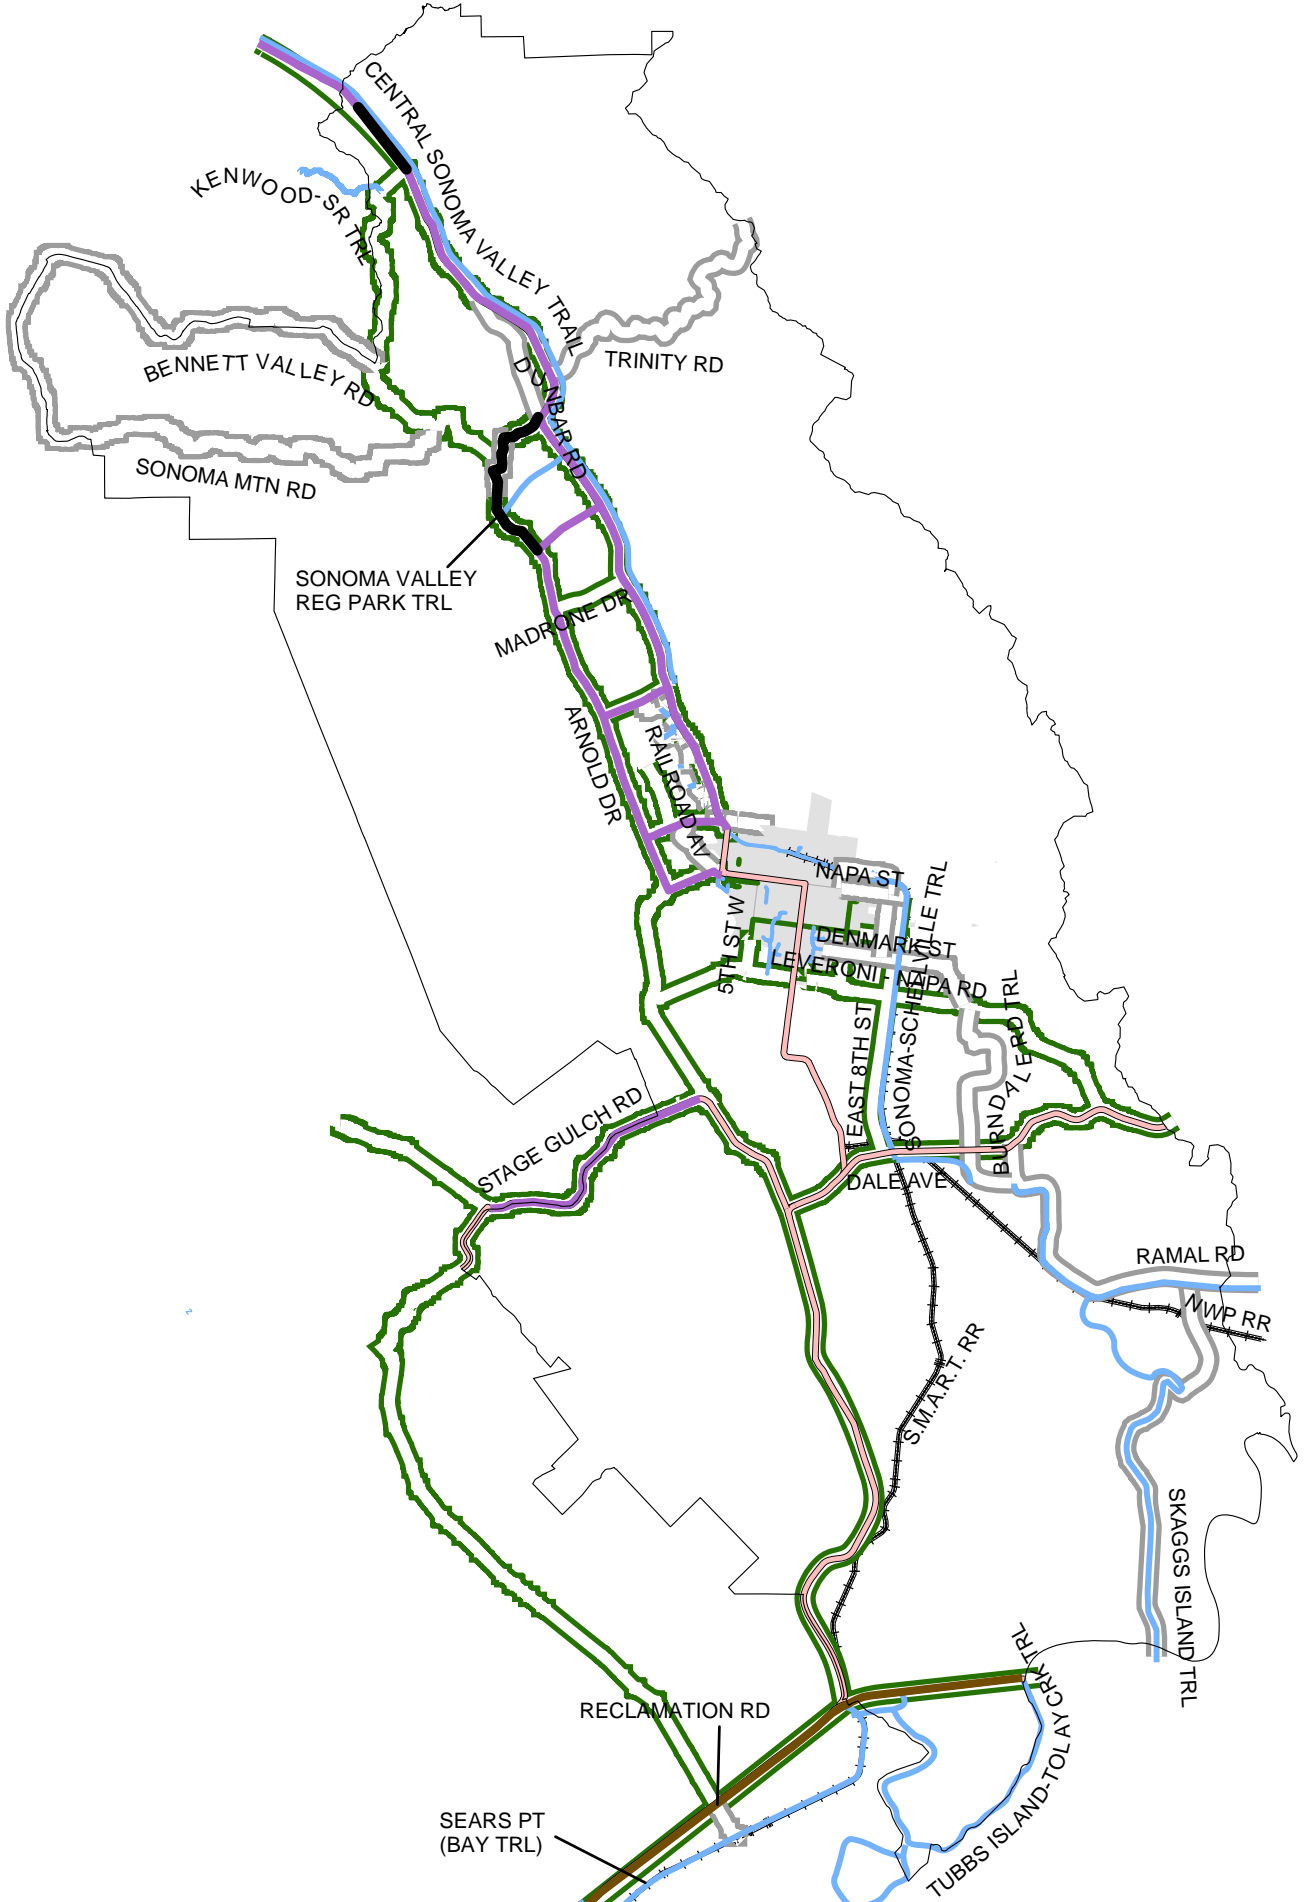 CENTRAL SONOMA VALLEY TRAIL
KENWOOD-SR TRL
TRINITY RD
BENNETT VALLEY RD
DUNBAR RD
SONOMA MTN RD
SONOMA VALLEY
REG PARK TRL
MADRONE DR
ARNOLD DR
RAILROAD AV
NAPA ST
5TH ST W
DENMARK ST
LEVERONI - NAPA RD
SONOMA-SCHELLVILLE TRL
EAST 8TH ST
BURNDALE RD TRL
STAGE GULCH RD
DALE AVE
RAMAL RD
NWP RR
S.M.A.R.T. RR
SKAGGS ISLAND TRL
RECLAMATION RD
TUBBS ISLAND-TOLAY CRK TRL
SEARS PT
(BAY TRL)